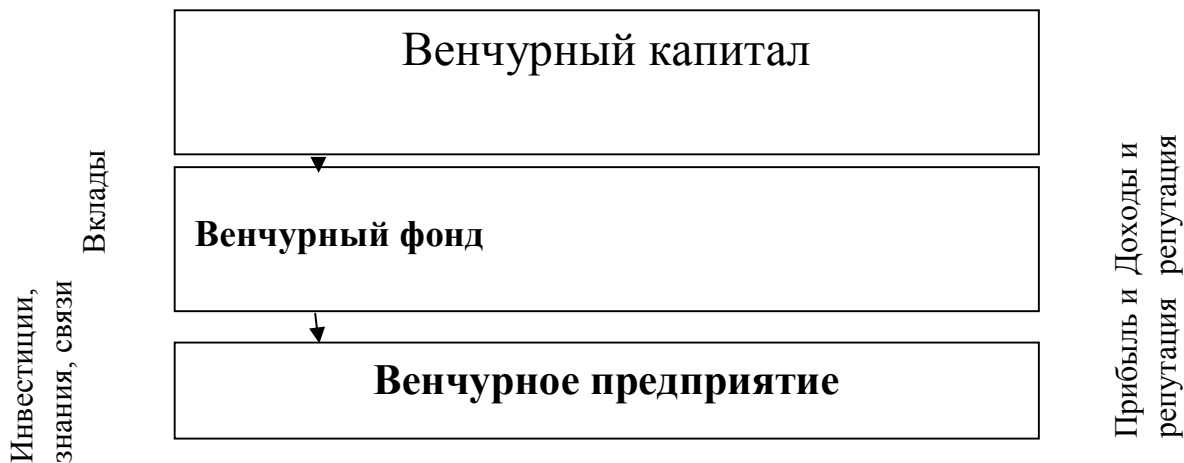 Венчурный капитал
Вклады
Доходы и
репутация
Венчурный фонд
Инвестиции,
знания, связи
Прибыль и
репутация
Венчурное предприятие